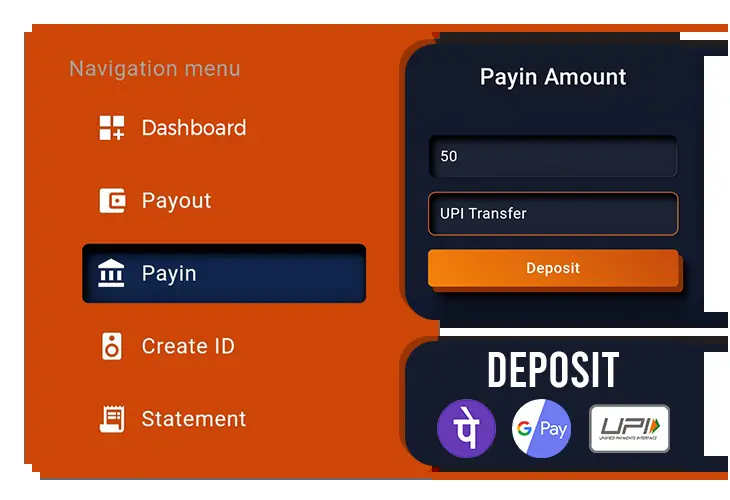 Navigation menu
Dashboard
Payout
Payin
Create ID
Statement
Payin Amount
50
UPI Transfer
Deposit
DEPOSIT
पे
G Pay
UPI
UNIFIED PAYMENTS INTERFACE